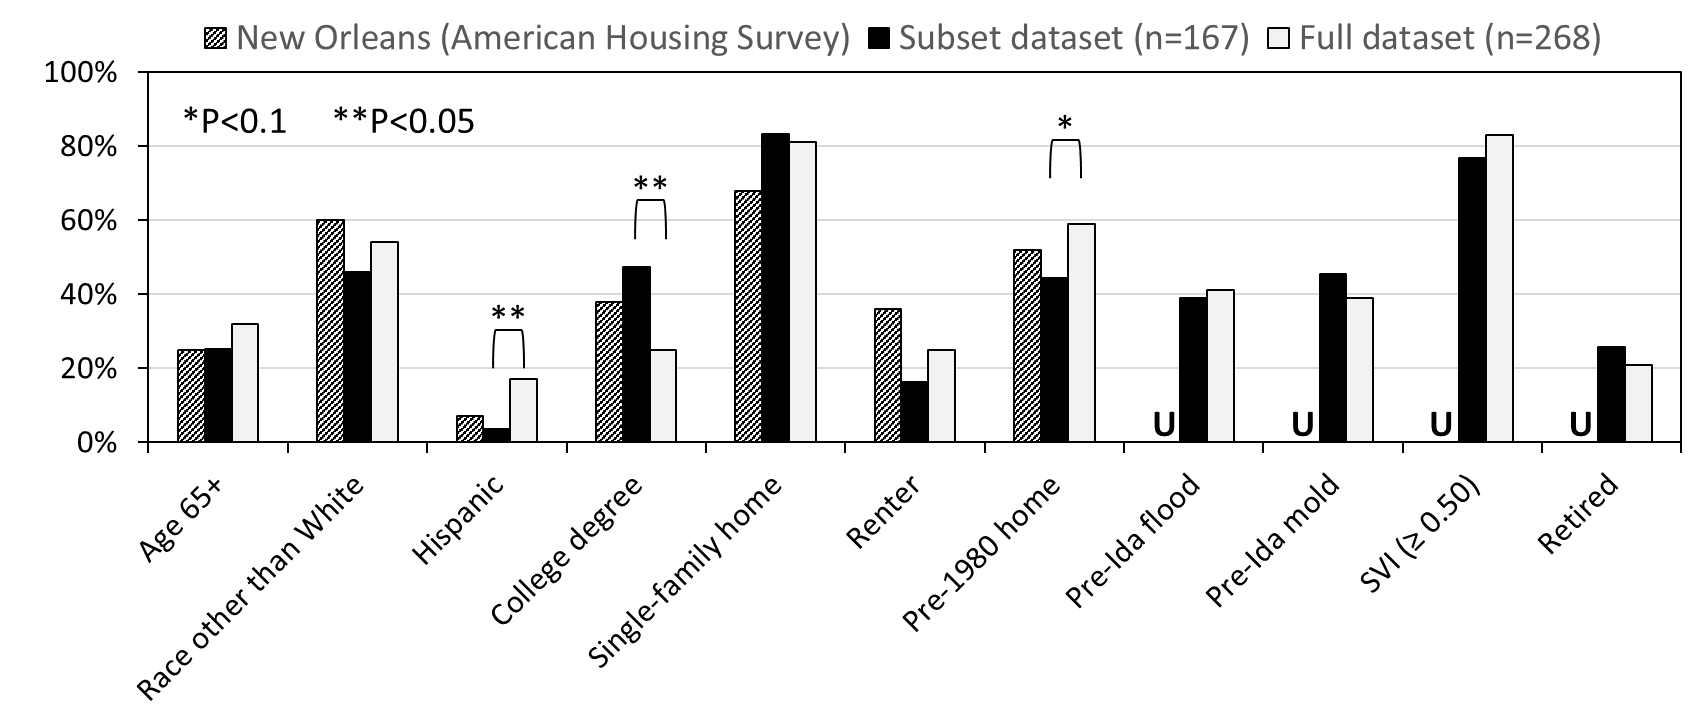 New Orleans (American Housing Survey) Subset dataset (n=167) Full dataset (n=268)
100%
*P<0.1 **P<0.05
80%
60%
40%
20%
0%
*
**
**
U U U U
Age 65+
Race other than White
Hispanic
College degree
Single-family home
Renter
Pre-1980 home
Pre-Ida flood
Pre-Ida mold
SVI (≥ 0.50)
Retired